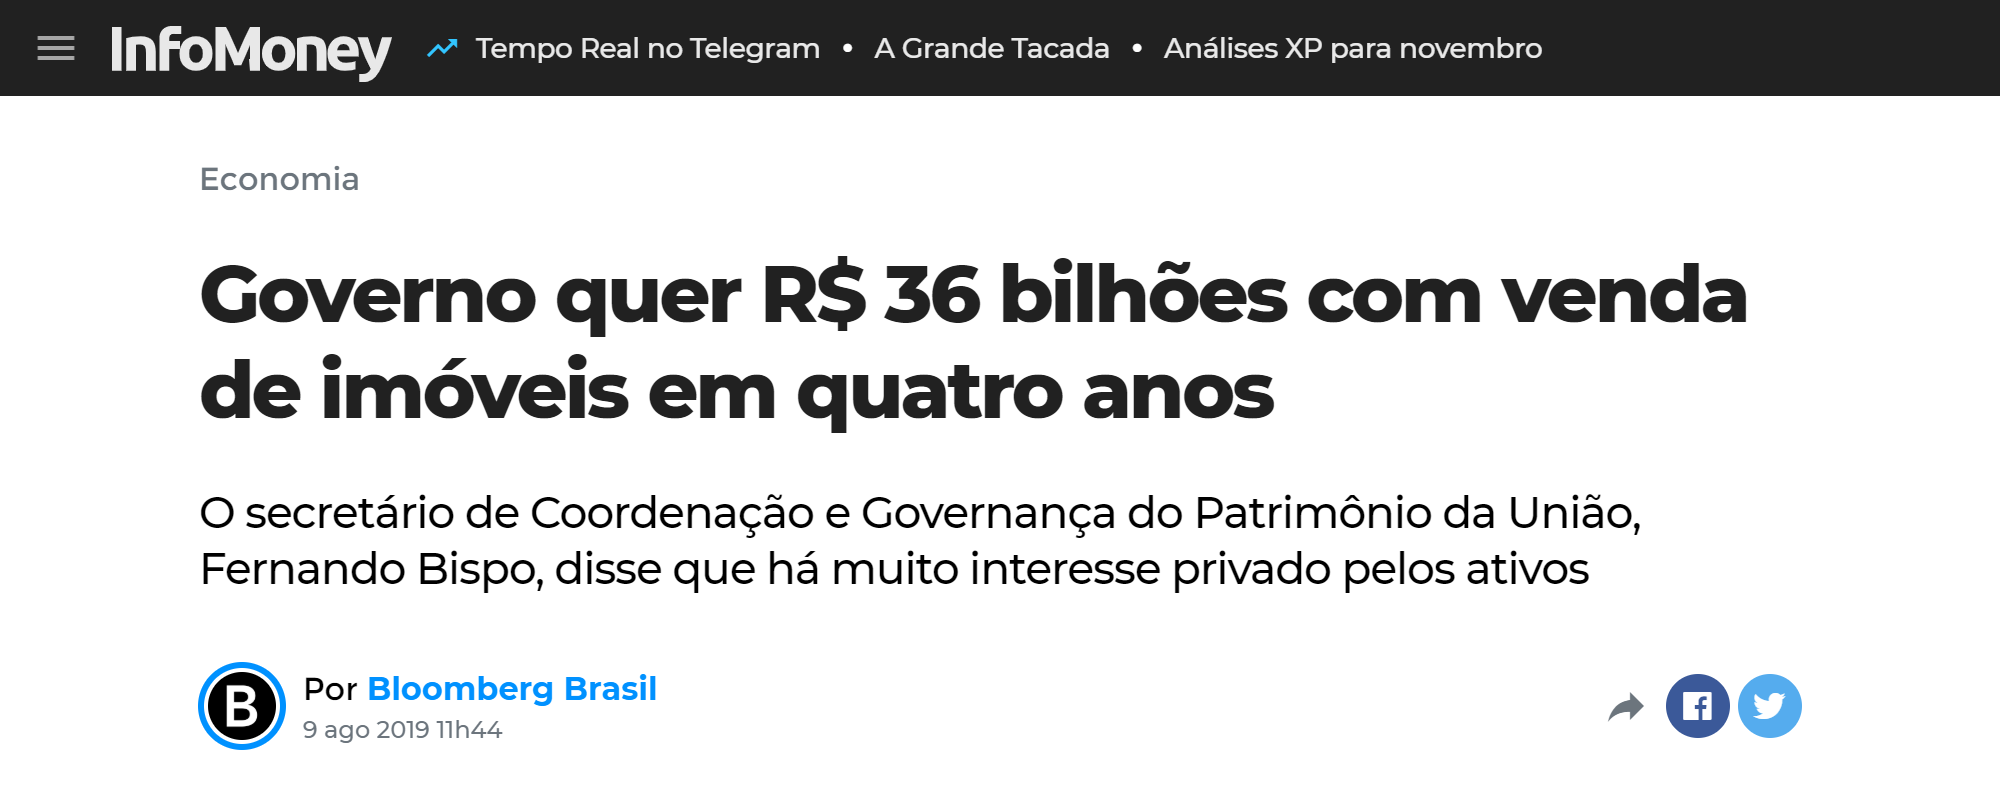 InfoMoney
Tempo Real no Telegram • A Grande Tacada • Análises XP para novembro
Economia
Governo quer R$ 36 bilhões com venda
de imóveis em quatro anos
O secretário de Coordenação e Governança do Patrimônio da União,
Fernando Bispo, disse que há muito interesse privado pelos ativos
B
Por Bloomberg Brasil
9 ago 2019 11h44